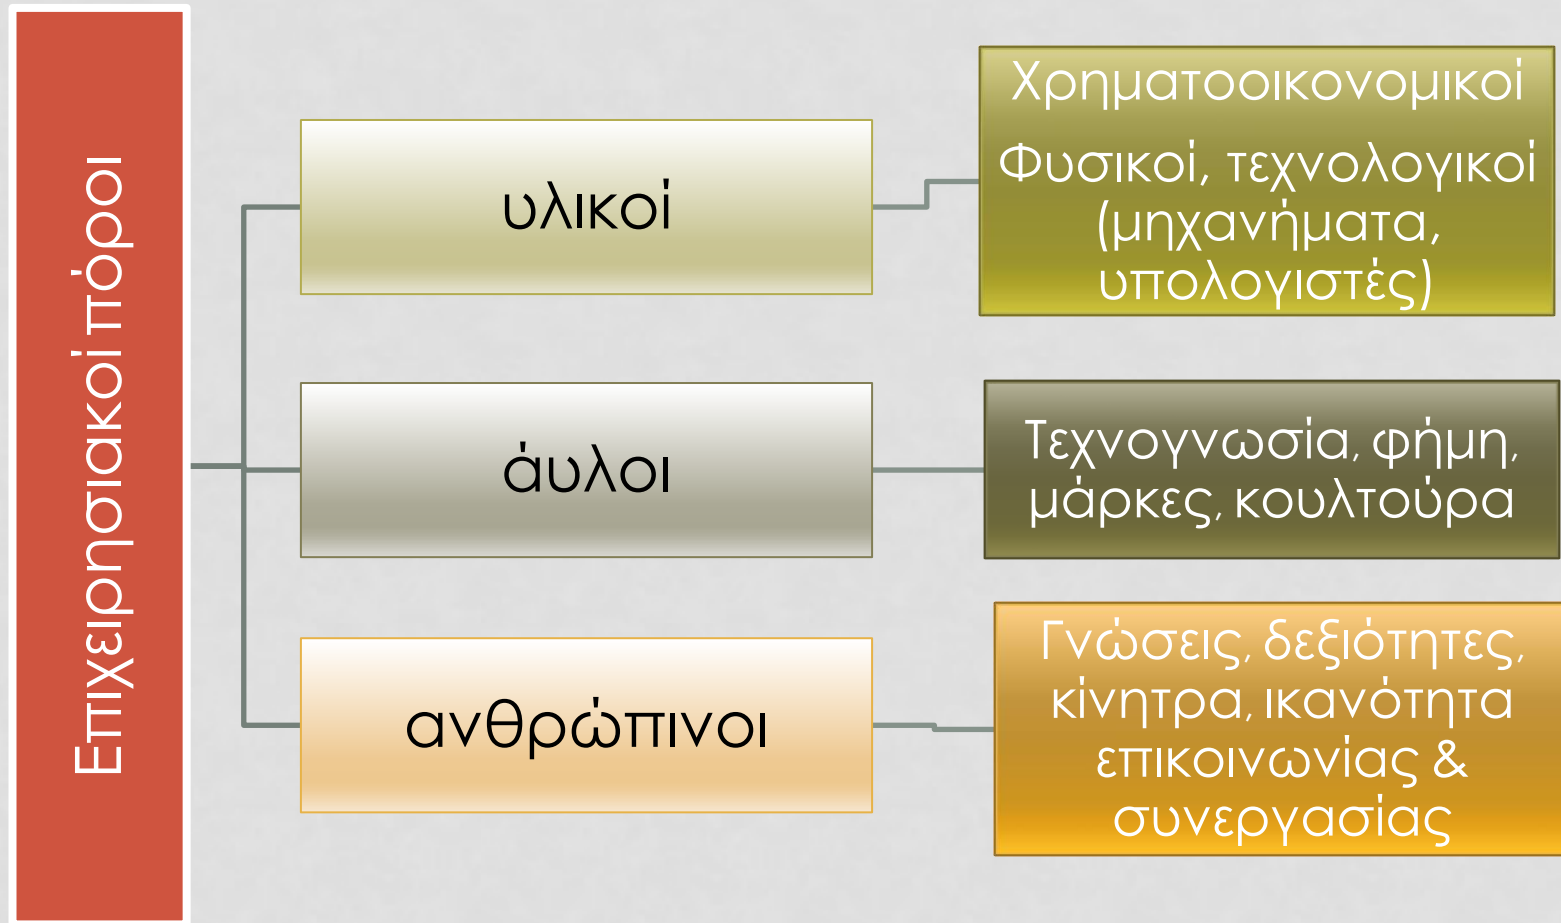 Επιχειρησιακοί πόροι
υλικοί
Χρηματοοικονομικοί
Φυσικοί, τεχνολογικοί
(μηχανήματα,
υπολογιστές)
άυλοι
Τεχνογνωσία, φήμη,
μάρκες, κουλτούρα
ανθρώπινοι
Γνώσεις, δεξιότητες,
κίνητρα, ικανότητα
επικοινωνίας &
συνεργασίας